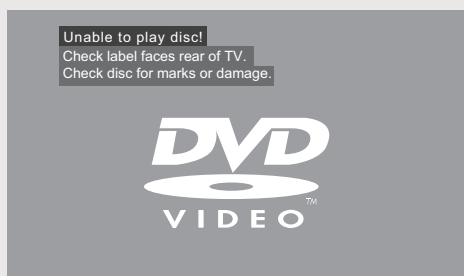 Unable to play disc!
Check label faces rear of TV.
Check disc for marks or damage.
DVD
TM
VIDEO